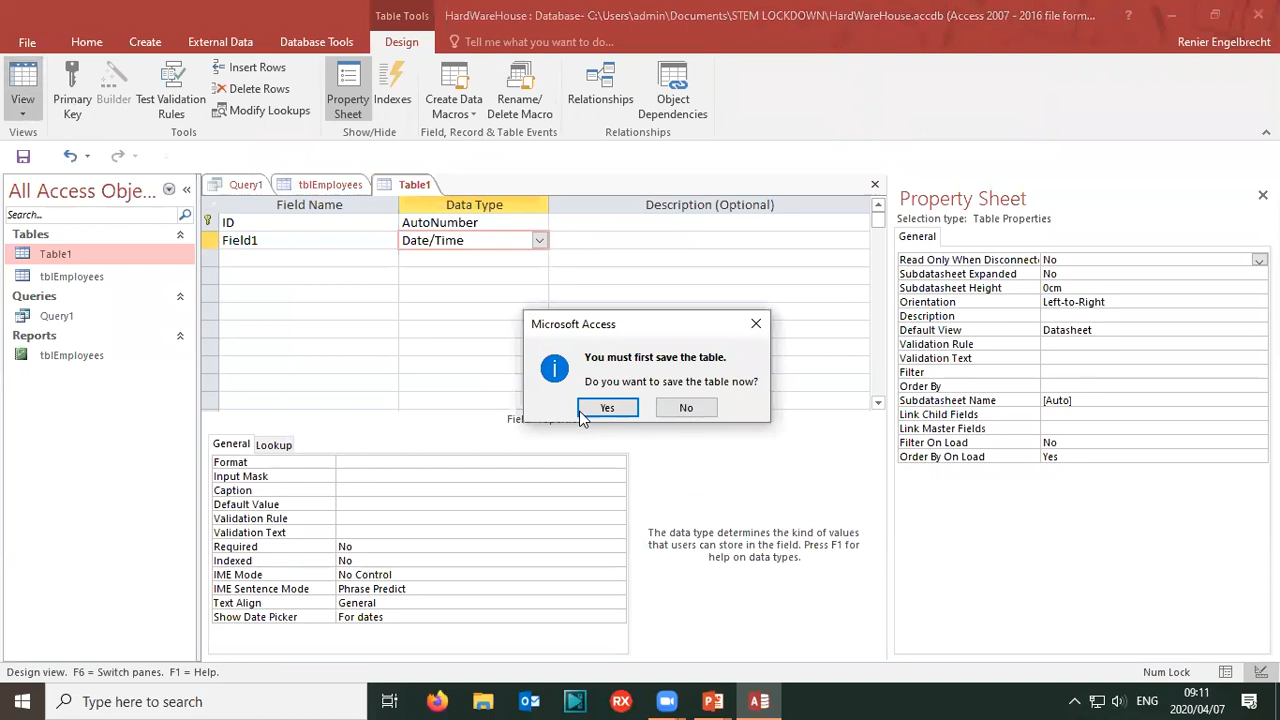 Table Tools
HardWareHouse : Database- C:\Users\admin\Documents\STEM LOCKDOWN\HardWareHouse.accdb (Access 2007 - 2016 file form...
?
File
Home
Create
External Data
Database Tools
Design
Tell me what you want to do...
Renier Engelbrecht
View
Primary Key
Builder
Test Validation Rules
Insert Rows
Delete Rows
Modify Lookups
Property Sheet
Indexes
Create Data Macros
Rename/ Delete Macro
Relationships
Object Dependencies
Views
Tools
Show/Hide
Field, Record & Table Events
Relationships
All Access Obje...
Search...
Tables
Table1
tblEmployees
Queries
Query1
Reports
tblEmployees
Query1
tblEmployees
Table1
Field Name
Data Type
Description (Optional)
ID
AutoNumber
Field1
Date/Time
Microsoft Access
You must first save the table.
Do you want to save the table now?
Yes
No
General
Lookup
Format
Input Mask
Caption
Default Value
Validation Rule
Validation Text
Required No
Indexed No
IME Mode No Control
IME Sentence Mode Phrase Predict
Text Align General
Show Date Picker For dates
The data type determines the kind of values
that users can store in the field. Press F1 for
help on data types.
Property Sheet
Selection type: Table Properties
General
Read Only When Disconnecte No
Subdatasheet Expanded No
Subdatasheet Height 0cm
Orientation Left-to-Right
Description
Default View Datasheet
Validation Rule
Validation Text
Filter
Order By
Subdatasheet Name [Auto]
Link Child Fields
Link Master Fields
Filter On Load No
Order By On Load Yes
Design view. F6 = Switch panes. F1 = Help.
Num Lock
Type here to search
ENG
09:11
2020/04/07